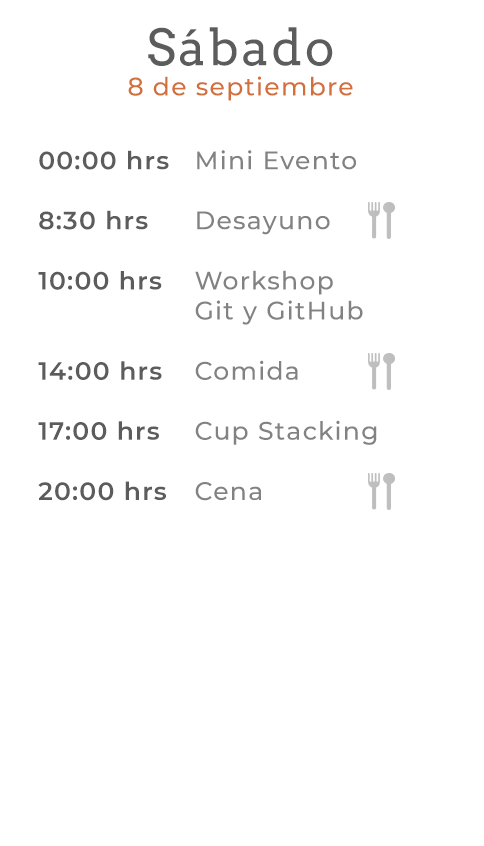 Sábado
8 de septiembre
00:00 hrs Mini Evento
8:30 hrs Desayuno
10:00 hrs Workshop
Git y GitHub
14:00 hrs Comida
17:00 hrs Cup Stacking
20:00 hrs Cena